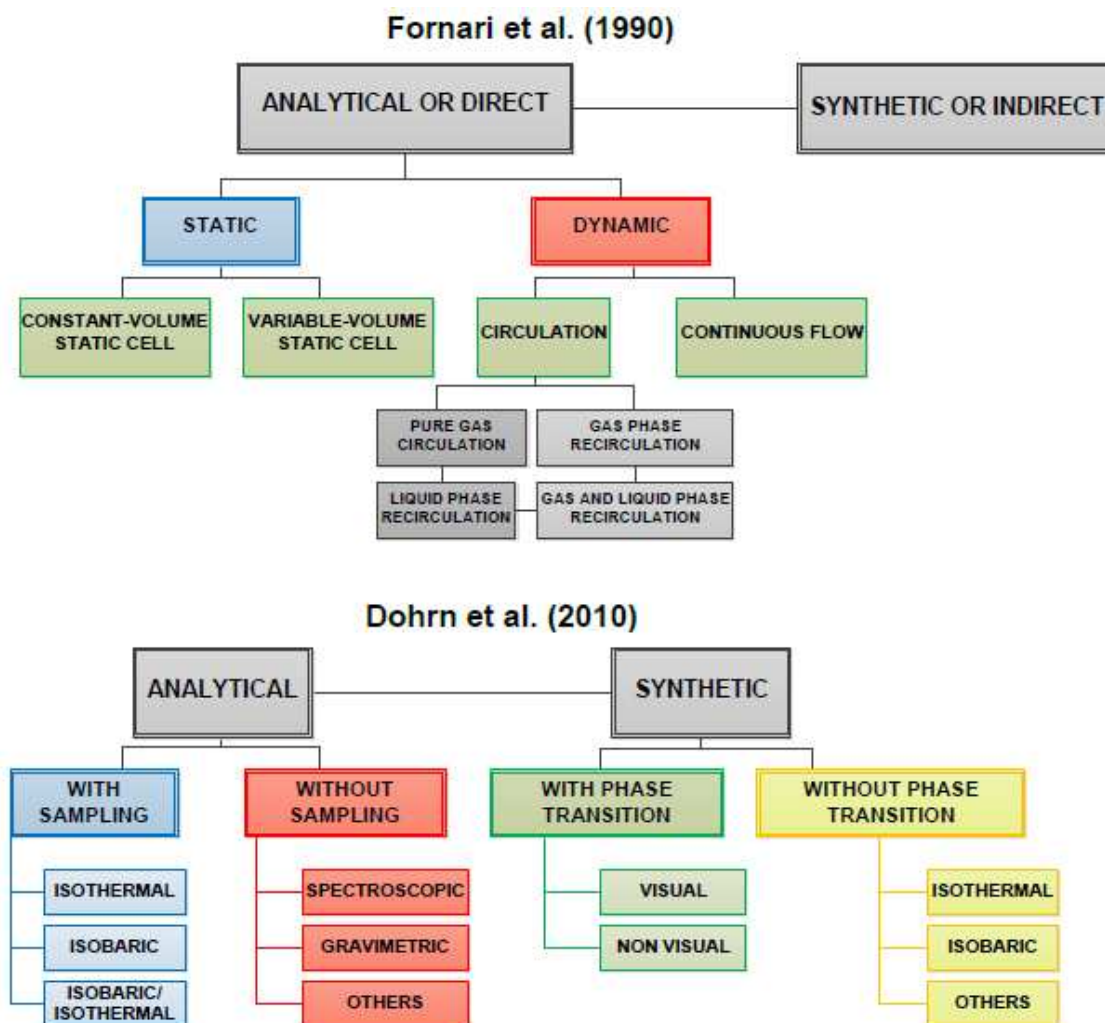 Fornari et al. (1990)
ANALYTICAL OR DIRECT
SYNTHETIC OR INDIRECT
STATIC
DYNAMIC
CONSTANT-VOLUME
STATIC CELL
VARIABLE-VOLUME
STATIC CELL
CIRCULATION
CONTINUOUS FLOW
PURE GAS
CIRCULATION
GAS PHASE
RECIRCULATION
LIQUID PHASE
RECIRCULATION
GAS AND LIQUID PHASE
RECIRCULATION
Dohrn et al. (2010)
ANALYTICAL
SYNTHETIC
WITH
SAMPLING
WITHOUT
SAMPLING
WITH PHASE
TRANSITION
WITHOUT PHASE
TRANSITION
ISOTHERMAL
ISOBARIC
ISOBARIC/
ISOTHERMAL
SPECTROSCOPIC
GRAVIMETRIC
OTHERS
VISUAL
NON VISUAL
ISOTHERMAL
ISOBARIC
OTHERS